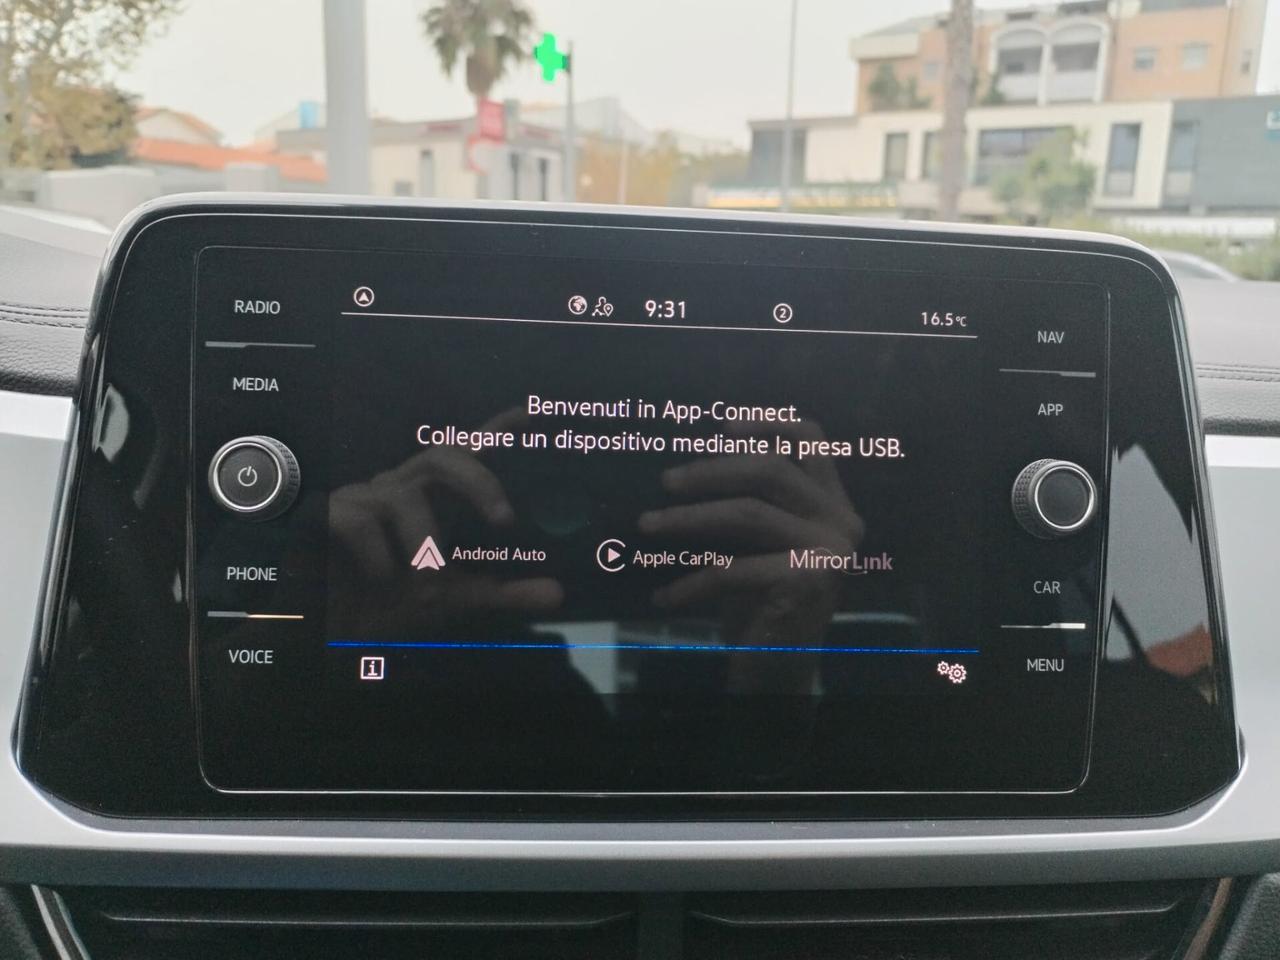 RADIO
MEDIA
PHONE
VOICE
9:31
2
16.5°C
Benvenuti in App-Connect.
Collegare un dispositivo mediante la presa USB.
Android Auto
Apple CarPlay
MirrorLink
i
NAV
APP
CAR
MENU